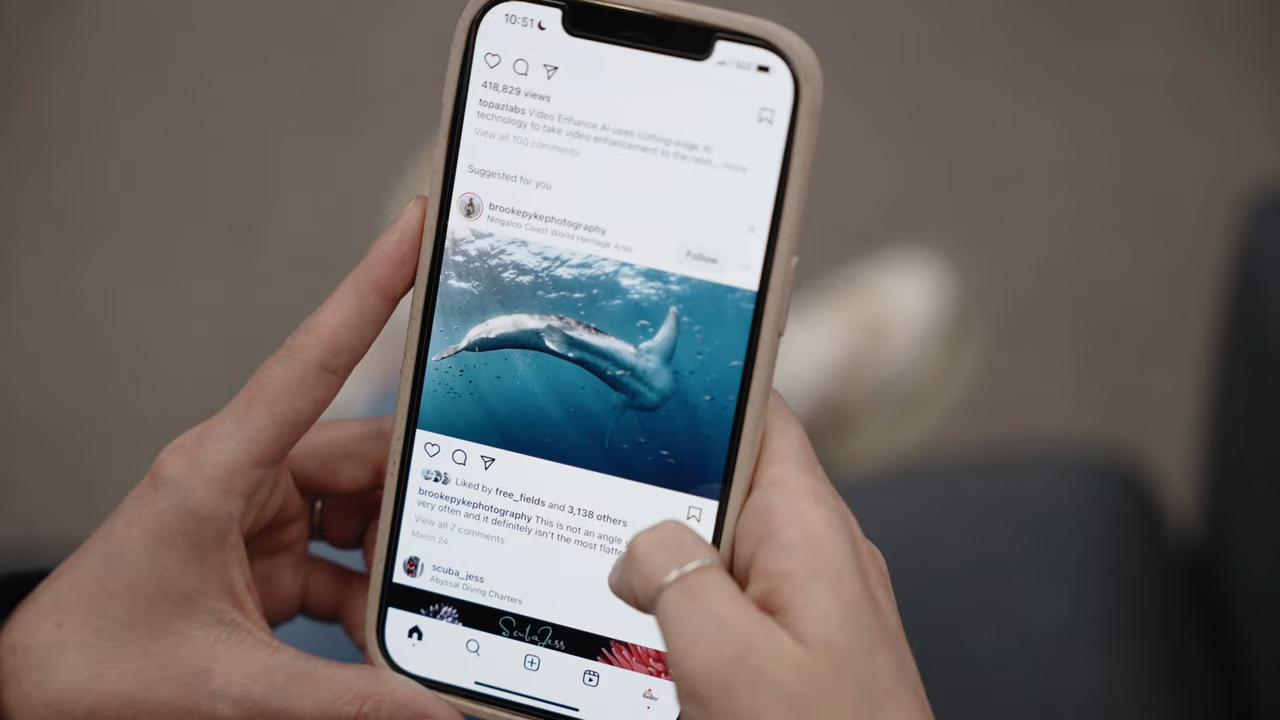 10:51
418,829 views
topazlabs Video Enhance AI uses cutting-edge AI
technology to take video enhancement to the next... more
View all 100 comments
Suggested for you
brookepykephotography
Ningaloo Coast World Heritage Area
Follow
Liked by free_fields and 3,138 others
brookepykephotography This is not an angle
very often and it definitely isn't the most
View all 7 comments
March 24
scuba_jess
Abyssal Diving Charters
ScubaJess